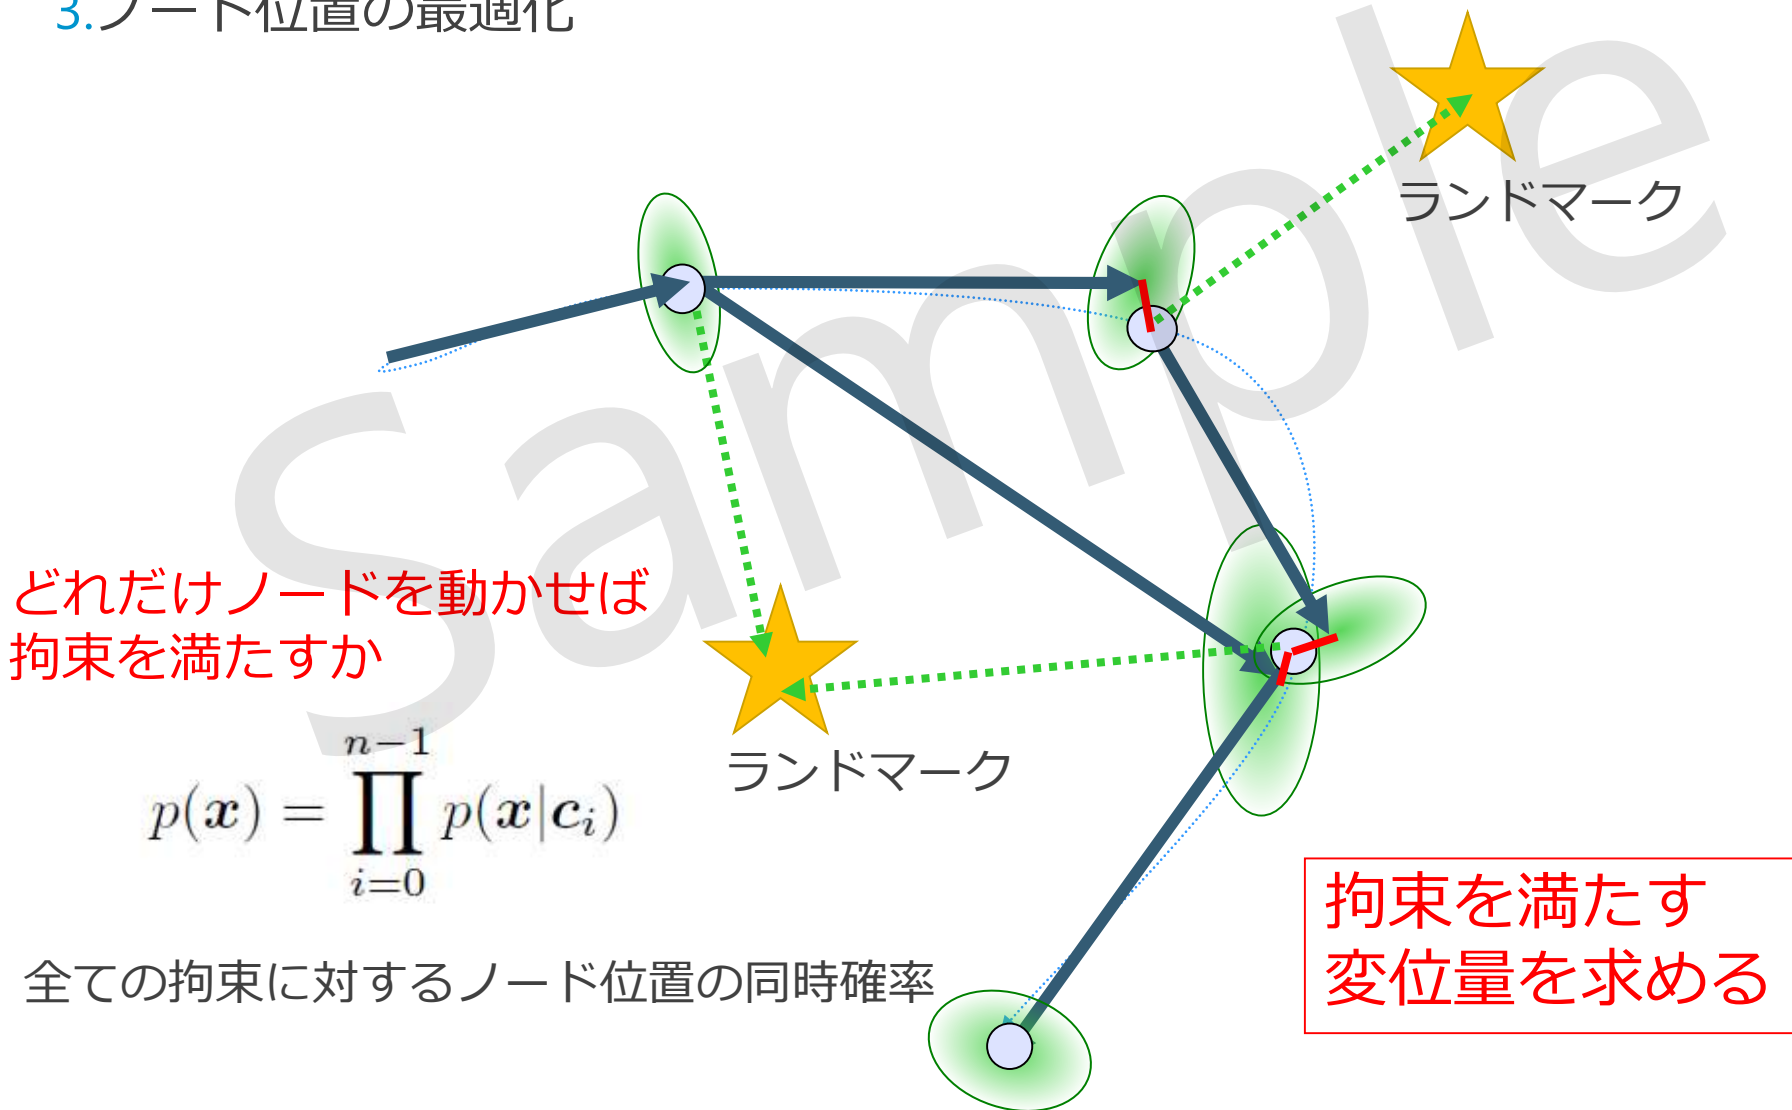 3.ノード位置の最適化
ランドマーク
どれだけノードを動かせば
拘束を満たすか
ランドマーク
p(x) = ∏_{i=0}^{n−1} p(x|c_i)
拘束を満たす
変位量を求める
全ての拘束に対するノード位置の同時確率
Sample